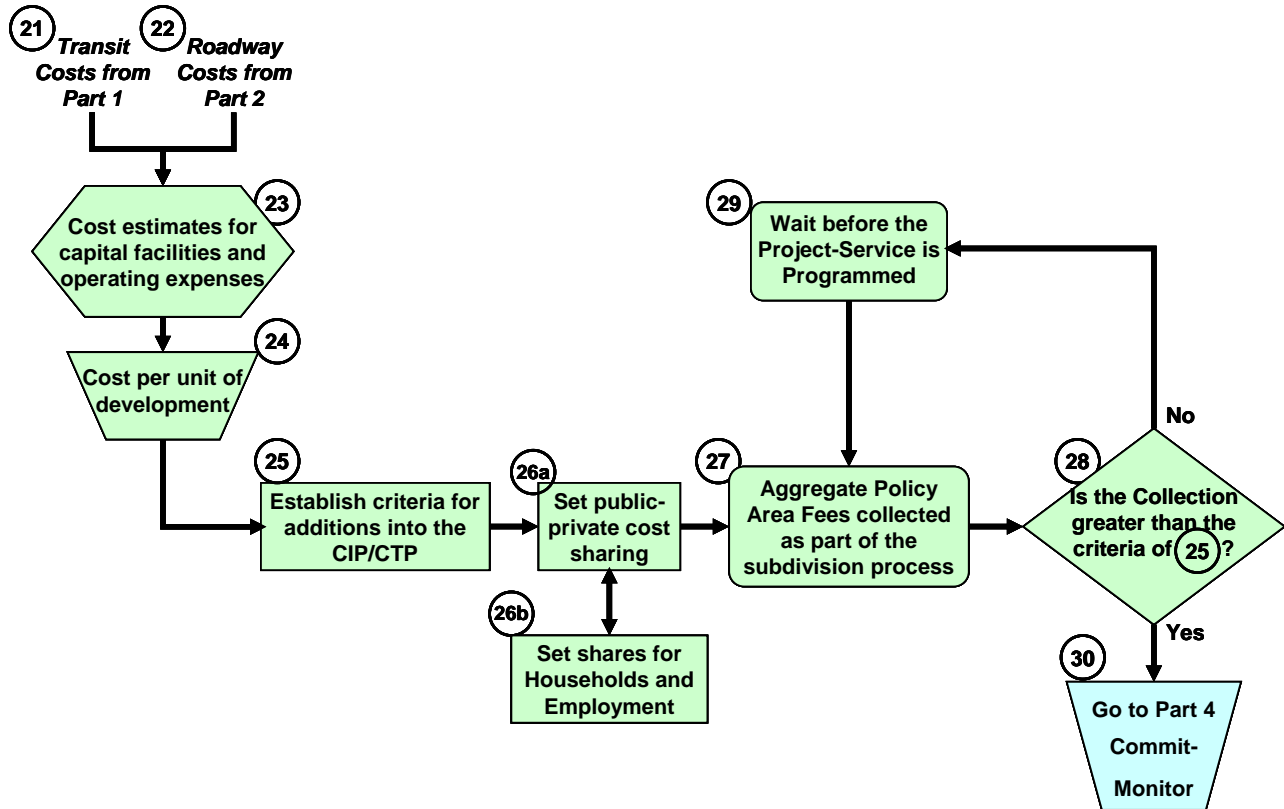 21
Transit
Costs from
Part 1
22
Roadway
Costs from
Part 2
23
Cost estimates for
capital facilities and
operating expenses
24
Cost per unit of
development
25
Establish criteria for
additions into the
CIP/CTP
26a
Set public-
private cost
sharing
26b
Set shares for
Households and
Employment
27
Aggregate Policy
Area Fees collected
as part of the
subdivision process
28
Is the Collection
greater than the
criteria of 25 ?
No
29
Wait before the
Project-Service is
Programmed
Yes
30
Go to Part 4
Commit-
Monitor